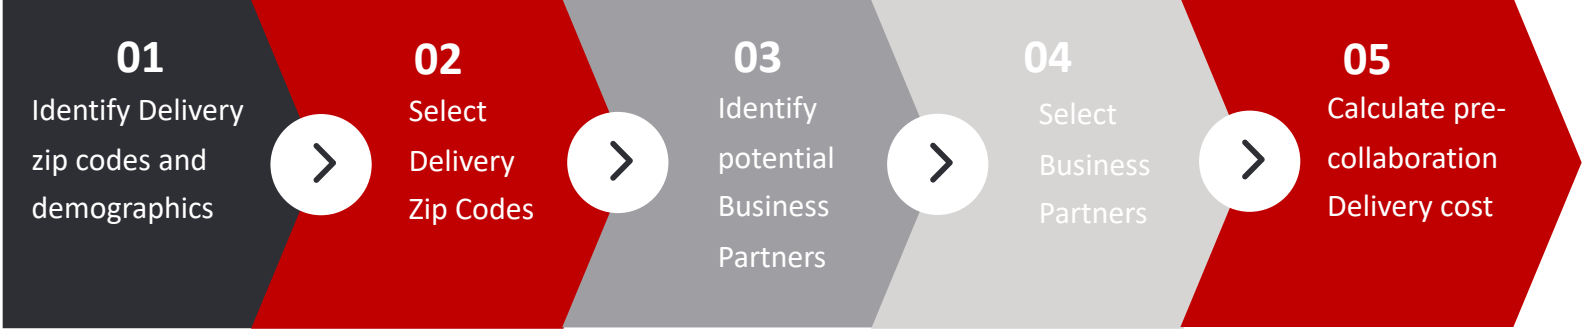 01
Identify Delivery
zip codes and
demographics
02
Select
Delivery
Zip Codes
03
Identify
potential
Business
Partners
04
Select
Business
Partners
05
Calculate pre-
collaboration
Delivery cost